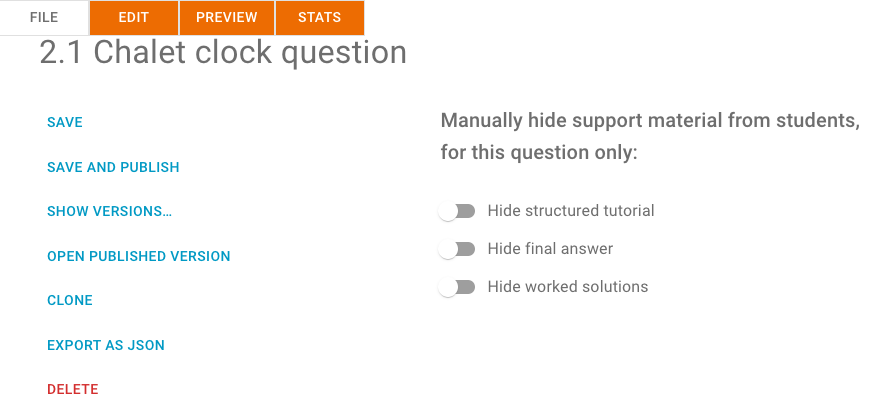 FILE EDIT PREVIEW STATS
2.1 Chalet clock question
SAVE
SAVE AND PUBLISH
SHOW VERSIONS...
OPEN PUBLISHED VERSION
CLONE
EXPORT AS JSON
DELETE
Manually hide support material from students,
for this question only:
Hide structured tutorial
Hide final answer
Hide worked solutions